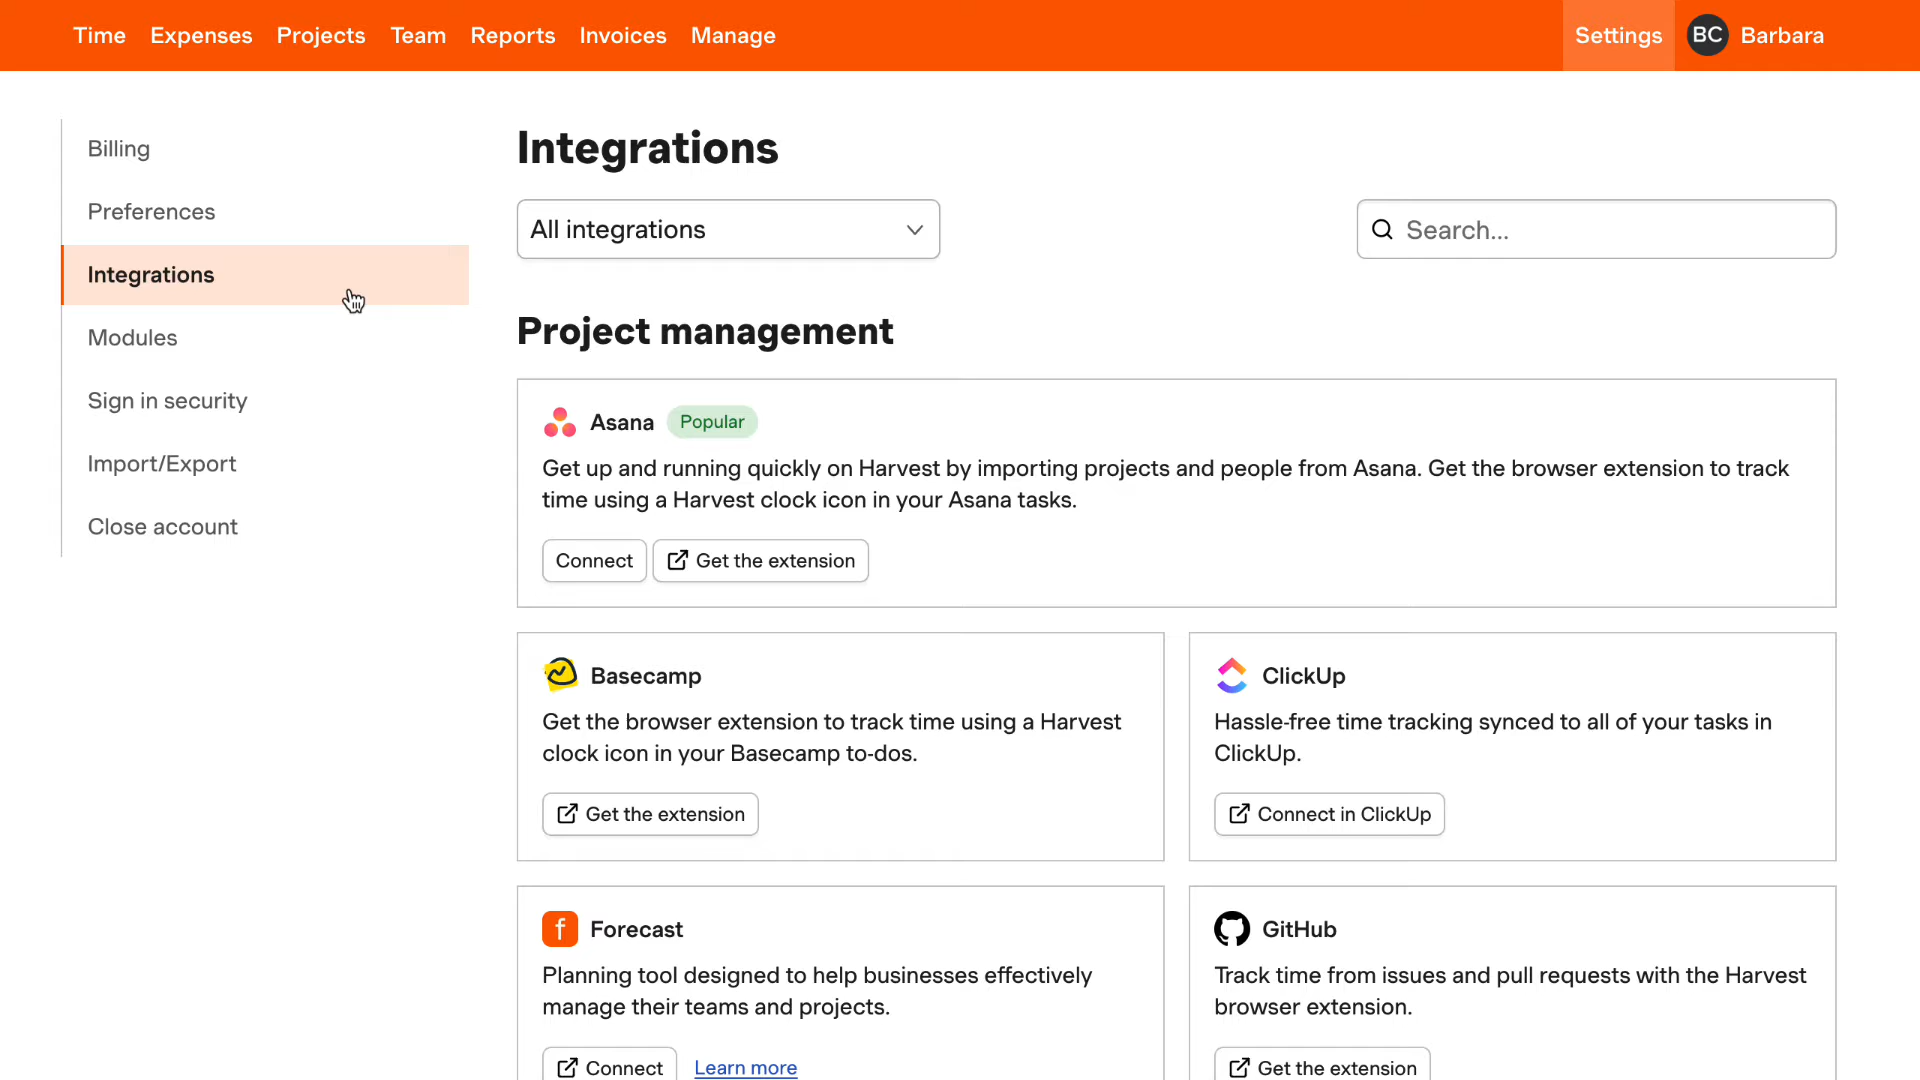 Time Expenses Projects Team Reports Invoices Manage Settings BC Barbara
Billing
Preferences
Integrations
Modules
Sign in security
Import/Export
Close account
Integrations
All integrations
Search...
Project management
Asana Popular
Get up and running quickly on Harvest by importing projects and people from Asana. Get the browser extension to track
time using a Harvest clock icon in your Asana tasks.
Connect Get the extension
Basecamp
Get the browser extension to track time using a Harvest
clock icon in your Basecamp to-dos.
Get the extension
ClickUp
Hassle-free time tracking synced to all of your tasks in
ClickUp.
Connect in ClickUp
f Forecast
Planning tool designed to help businesses effectively
manage their teams and projects.
Connect Learn more
GitHub
Track time from issues and pull requests with the Harvest
browser extension.
Get the extension